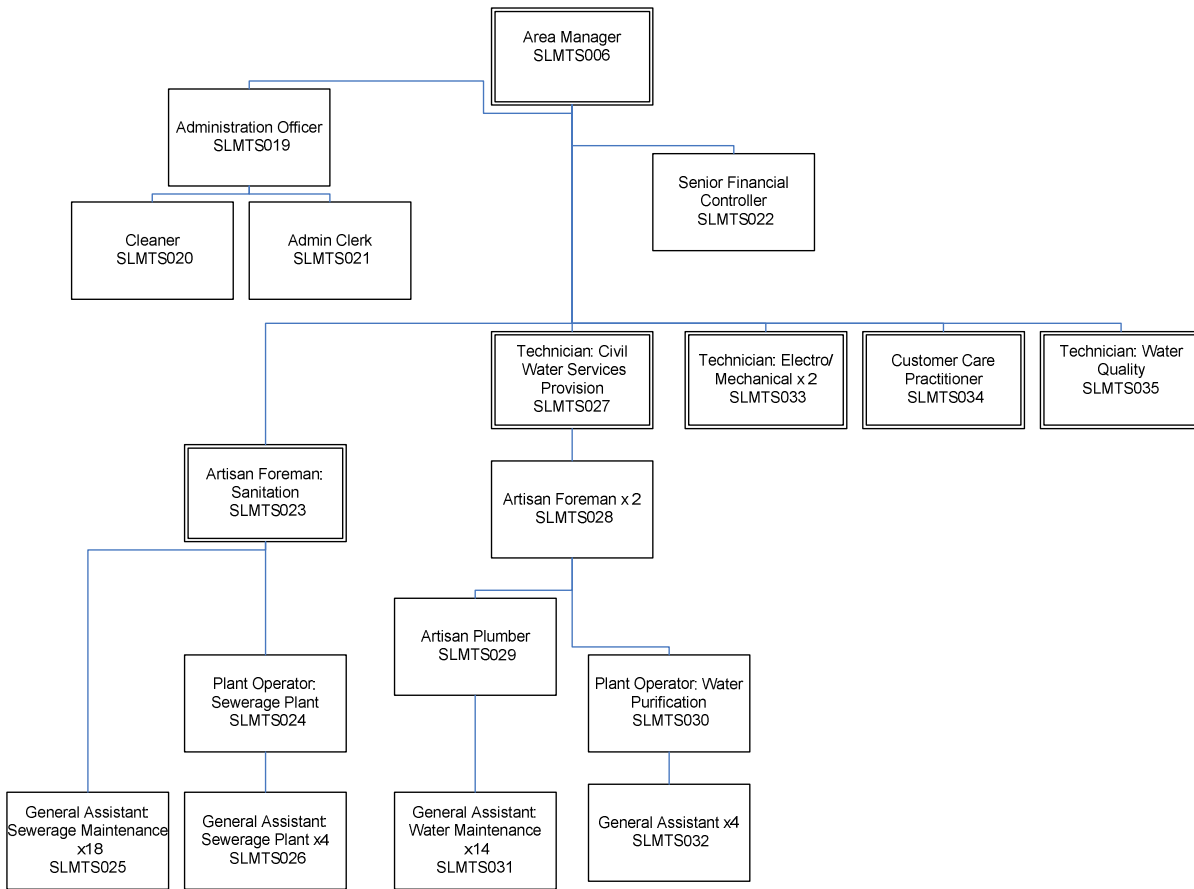 Area Manager
SLMTS006
Administration Officer
SLMTS019
Senior Financial
Controller
SLMTS022
Cleaner
SLMTS020
Admin Clerk
SLMTS021
Technician: Civil
Water Services
Provision
SLMTS027
Technician: Electro/
Mechanical x 2
SLMTS033
Customer Care
Practitioner
SLMTS034
Technician: Water
Quality
SLMTS035
Artisan Foreman:
Sanitation
SLMTS023
Artisan Foreman x 2
SLMTS028
Artisan Plumber
SLMTS029
Plant Operator:
Sewerage Plant
SLMTS024
Plant Operator: Water
Purification
SLMTS030
General Assistant:
Sewerage Maintenance
x18
SLMTS025
General Assistant:
Sewerage Plant x4
SLMTS026
General Assistant:
Water Maintenance
x14
SLMTS031
General Assistant x4
SLMTS032